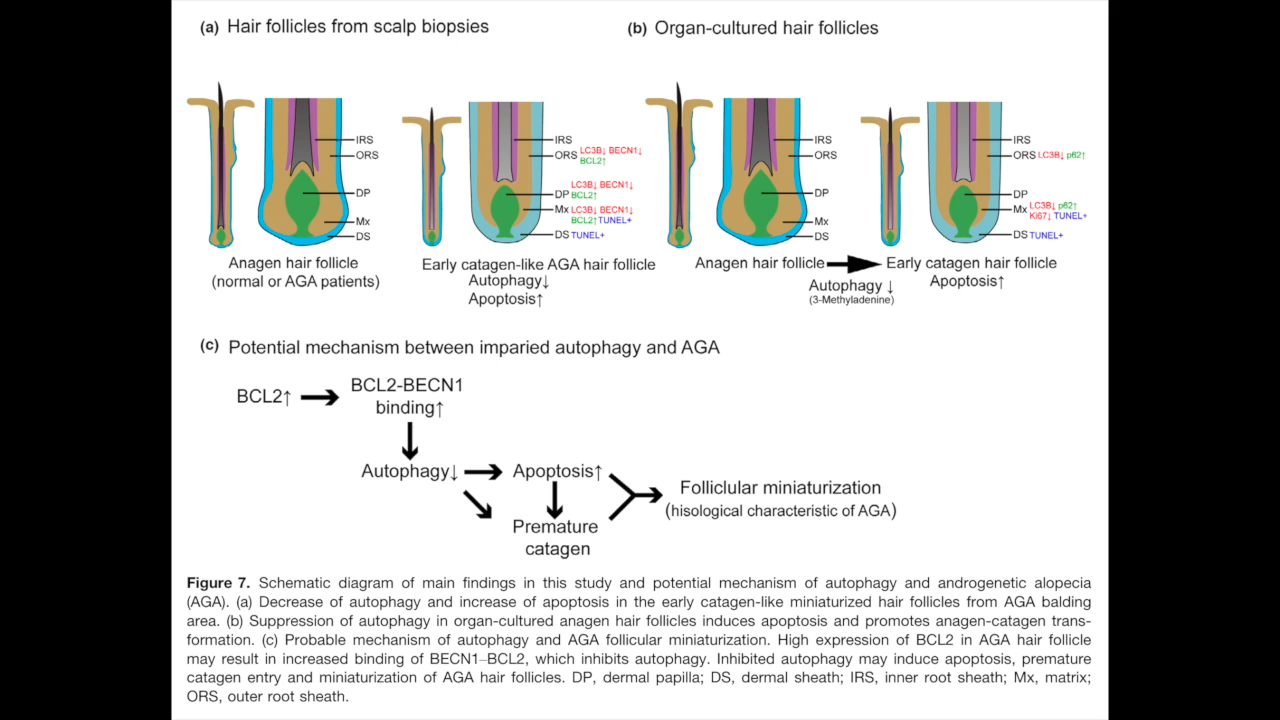 (a) Hair follicles from scalp biopsies
IRS
ORS
DP
Mx
DS
Anagen hair follicle
(normal or AGA patients)
IRS
ORS LC3B↓ BECN1↓
BCL2↑
LC3B↓ BECN1↓
DP BCL2↑
Mx LC3B↓ BECN1↓
BCL2↑ TUNEL+
DS TUNEL+
Early catagen-like AGA hair follicle
Autophagy↓
Apoptosis↑
(b) Organ-cultured hair follicles
IRS
ORS
DP
Mx
DS
Anagen hair follicle
Autophagy ↓
(3-Methyladenine)
IRS
ORS LC3B↓ p62↑
DP
Mx LC3B↓ p62↑
Ki67↓ TUNEL+
DS TUNEL+
Early catagen hair follicle
Apoptosis↑
(c) Potential mechanism between imparied autophagy and AGA
BCL2↑
BCL2-BECN1
binding↑
Autophagy↓
Apoptosis↑
Premature
catagen
Folliclular miniaturization
(hisological characteristic of AGA)
Figure 7. Schematic diagram of main findings in this study and potential mechanism of autophagy and androgenetic alopecia
(AGA). (a) Decrease of autophagy and increase of apoptosis in the early catagen-like miniaturized hair follicles from AGA balding
area. (b) Suppression of autophagy in organ-cultured anagen hair follicles induces apoptosis and promotes anagen-catagen trans-
formation. (c) Probable mechanism of autophagy and AGA follicular miniaturization. High expression of BCL2 in AGA hair follicle
may result in increased binding of BECN1–BCL2, which inhibits autophagy. Inhibited autophagy may induce apoptosis, premature
catagen entry and miniaturization of AGA hair follicles. DP, dermal papilla; DS, dermal sheath; IRS, inner root sheath; Mx, matrix;
ORS, outer root sheath.